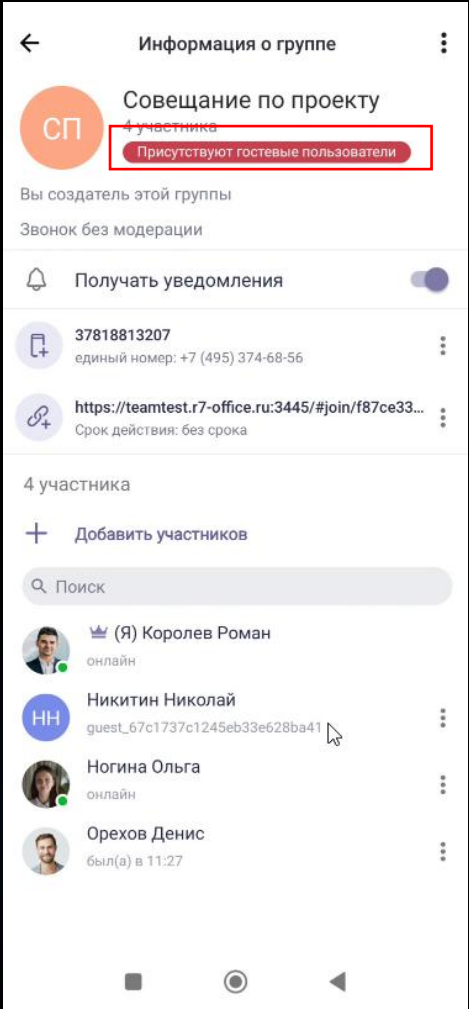 Информация о группе
СП
Совещание по проекту
4 участника
Присутствуют гостевые пользователи
Вы создатель этой группы
Звонок без модерации
Получать уведомления
37818813207
единый номер: +7 (495) 374-68-56
https://teamtest.r7-office.ru:3445/#join/f87ce33...
Срок действия: без срока
4 участника
Добавить участников
Поиск
(Я) Королев Роман
онлайн
НН
Никитин Николай
guest_67c1737c1245eb33e628ba41
Ногина Ольга
онлайн
Орехов Денис
был(а) в 11:27